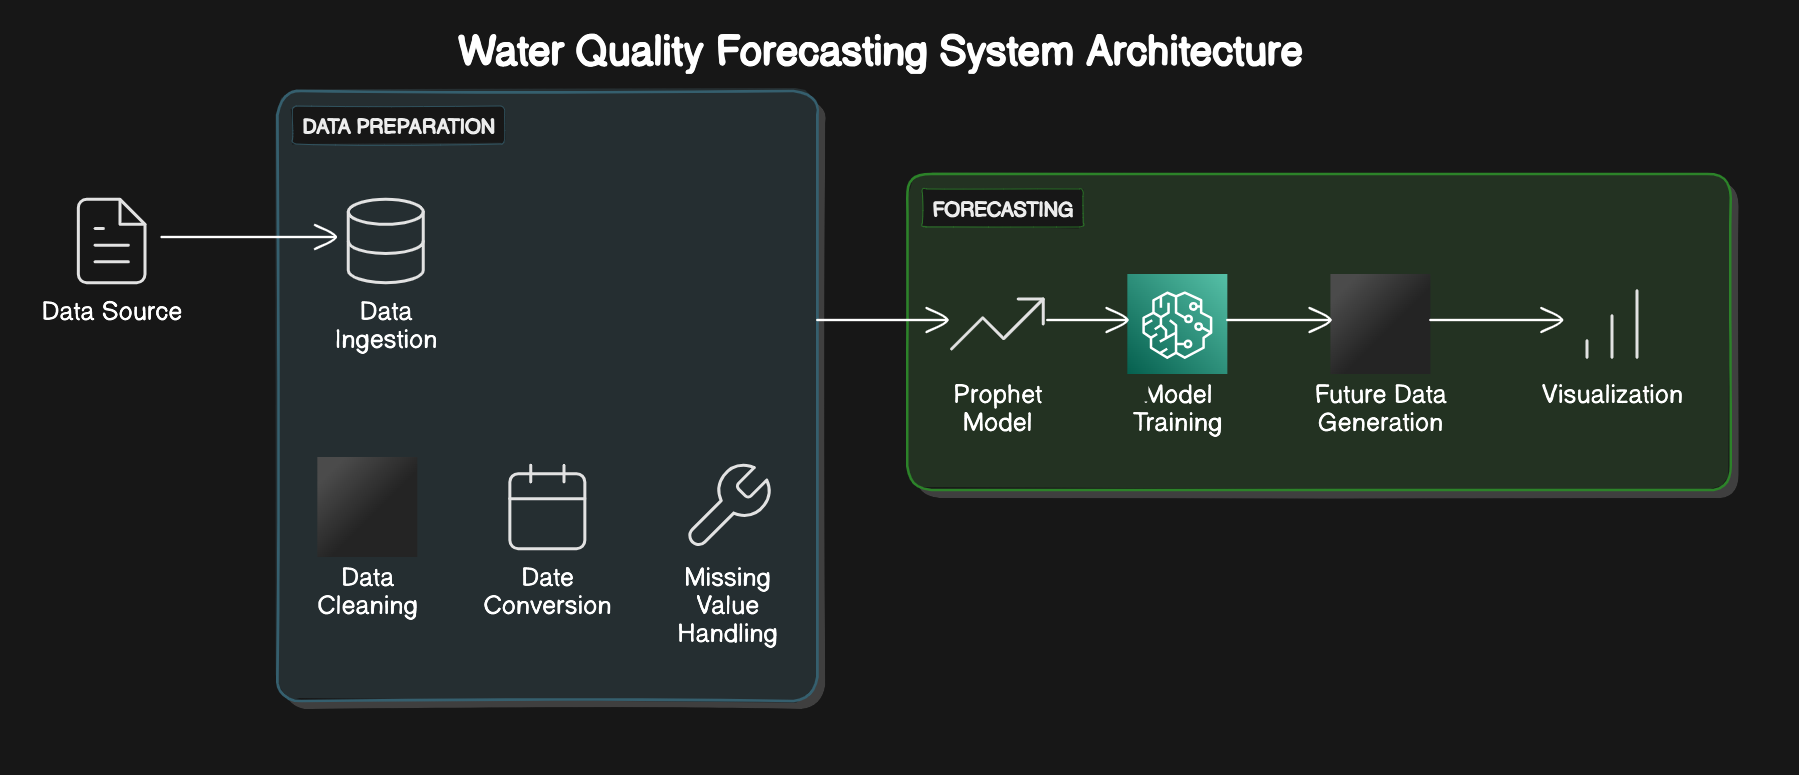 Water Quality Forecasting System Architecture
DATA PREPARATION
Data Source
Data
Ingestion
Data
Cleaning
Date
Conversion
Missing
Value
Handling
FORECASTING
Prophet
Model
Model
Training
Future Data
Generation
Visualization